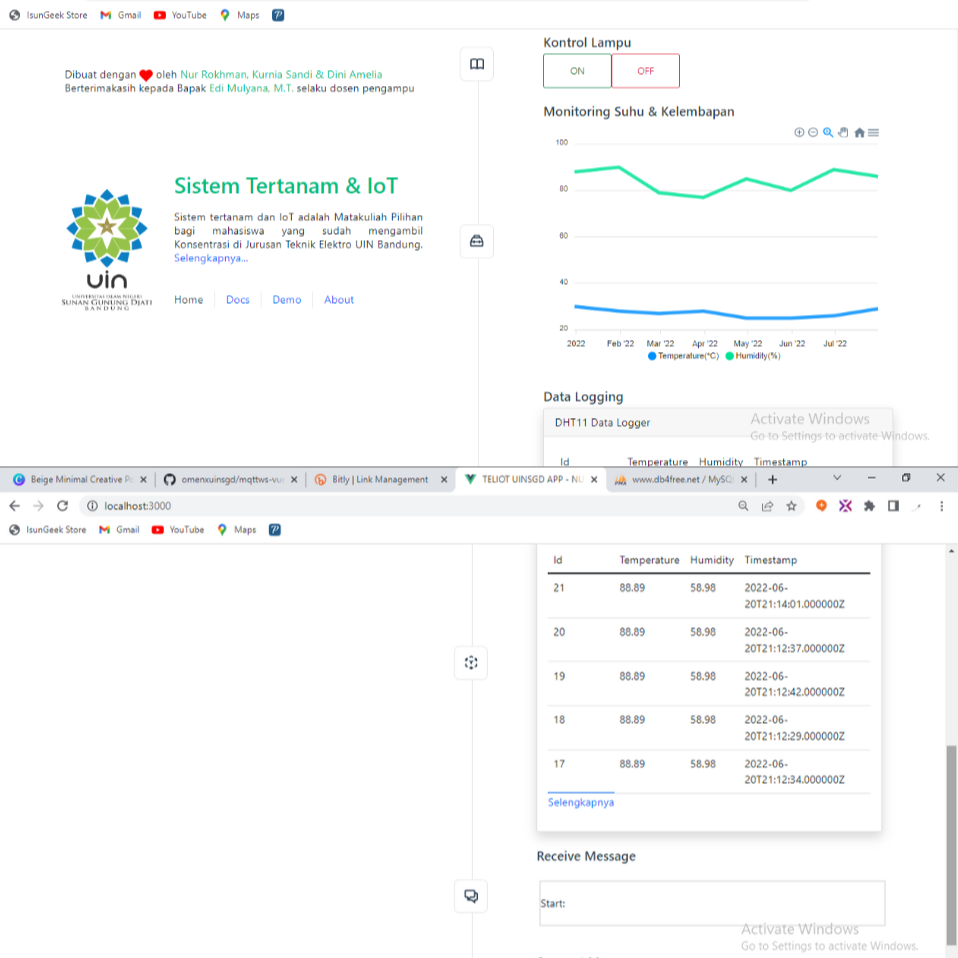 IsunGeek Store Gmail YouTube Maps
Dibuat dengan oleh Nur Rokhman, Kurnia Sandi & Dini Amelia
Berterimakasih kepada Bapak Edi Mulyana, M.T. selaku dosen pengampu
Sistem Tertanam & IoT
Sistem tertanam dan IoT adalah Matakuliah Pilihan
bagi mahasiswa yang sudah mengambil
Konsentrasi di Jurusan Teknik Elektro UIN Bandung.
Selengkapnya...
Home Docs Demo About
uin
UNIVERSITAS ISLAM NEGERI
SUNAN GUNUNG DJATI
BANDUNG
Kontrol Lampu
ON OFF
Monitoring Suhu & Kelembapan
100
80
60
40
20
2022 Feb '22 Mar '22 Apr '22 May '22 Jun '22 Jul '22
Temperature(°C) Humidity(%)
Data Logging
DHT11 Data Logger
Activate Windows
Go to Settings to activate Windows.
Id Temperature Humidity Timestamp
Beige Minimal Creative omenxuinsgd/mqttws-vu Bitly | Link Management TELIOT UINSGD APP - NU www.db4free.net / MySQ
localhost:3000
IsunGeek Store Gmail YouTube Maps
Id Temperature Humidity Timestamp
21 88.89 58.98 2022-06-
20T21:14:01.000000Z
20 88.89 58.98 2022-06-
20T21:12:37.000000Z
19 88.89 58.98 2022-06-
20T21:12:42.000000Z
18 88.89 58.98 2022-06-
20T21:12:29.000000Z
17 88.89 58.98 2022-06-
20T21:12:34.000000Z
Selengkapnya
Receive Message
Start:
Activate Windows
Go to Settings to activate Windows.